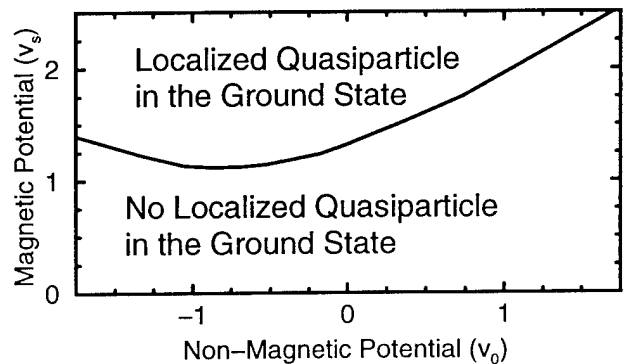 Magnetic Potential (vs)
2
1
0
Localized Quasiparticle
in the Ground State
No Localized Quasiparticle
in the Ground State
−1
0
1
Non−Magnetic Potential (v0)